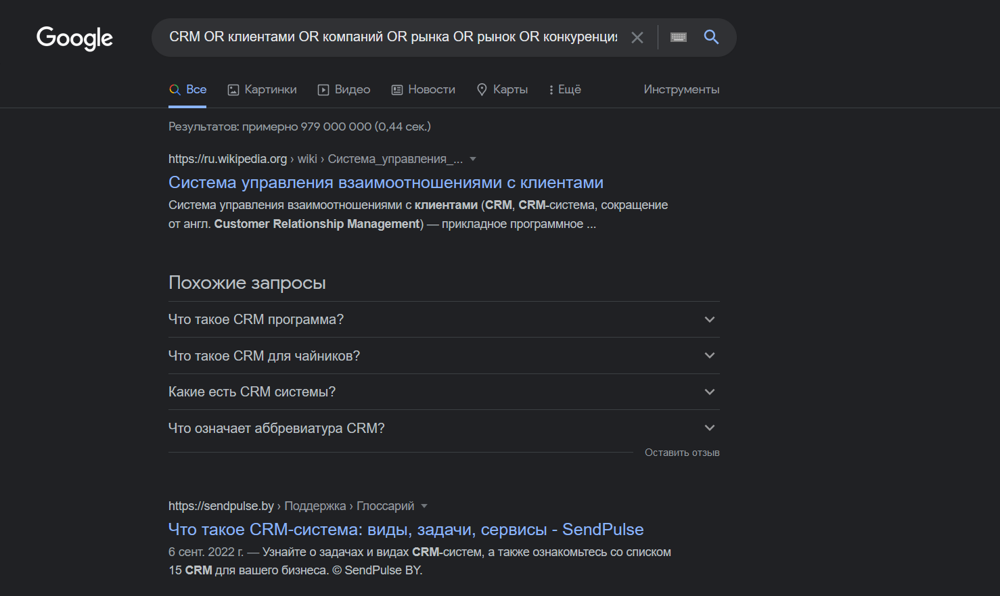 Google
CRM OR клиентами OR компаний OR рынка OR рынок OR конкуренция
Все Картинки Видео Новости Карты Ещё Инструменты
Результатов: примерно 979 000 000 (0,44 сек.)
https://ru.wikipedia.org › wiki › Система_управления_...
Система управления взаимоотношениями с клиентами
Система управления взаимоотношениями с клиентами (CRM, CRM-система, сокращение
от англ. Customer Relationship Management) — прикладное программное ...
Похожие запросы
Что такое CRM программа?
Что такое CRM для чайников?
Какие есть CRM системы?
Что означает аббревиатура CRM?
Оставить отзыв
https://sendpulse.by › Поддержка › Глоссарий
Что такое CRM-система: виды, задачи, сервисы - SendPulse
6 сент. 2022 г. — Узнайте о задачах и видах CRM-систем, а также ознакомьтесь со списком
15 CRM для вашего бизнеса. © SendPulse BY.